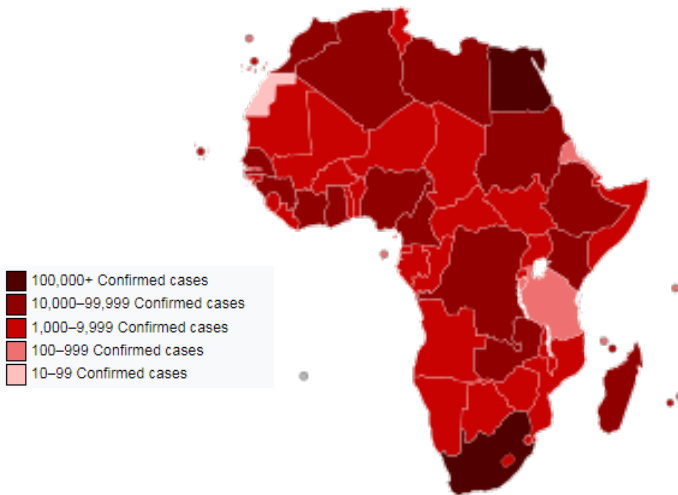 100,000+ Confirmed cases
10,000–99,999 Confirmed cases
1,000–9,999 Confirmed cases
100–999 Confirmed cases
10–99 Confirmed cases